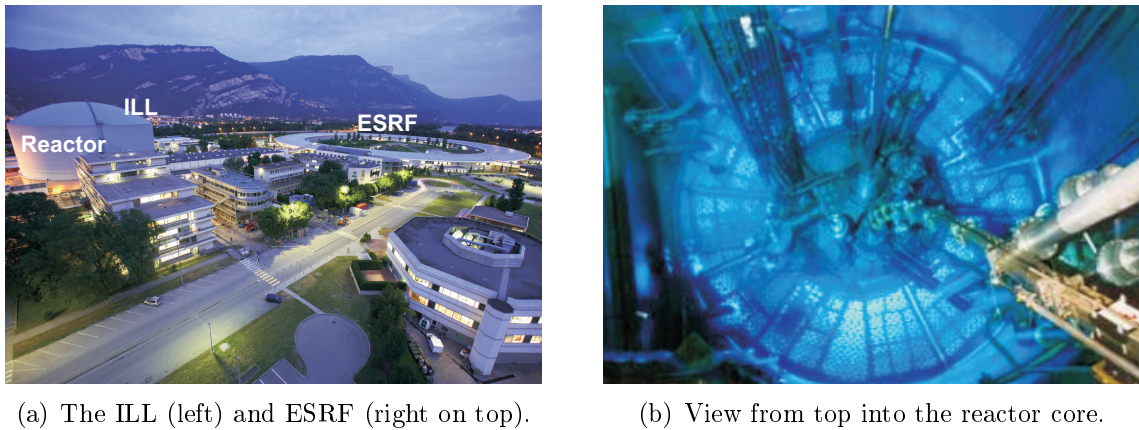 ILL
ESRF
Reactor
(a) The ILL (left) and ESRF (right on top).
(b) View from top into the reactor core.